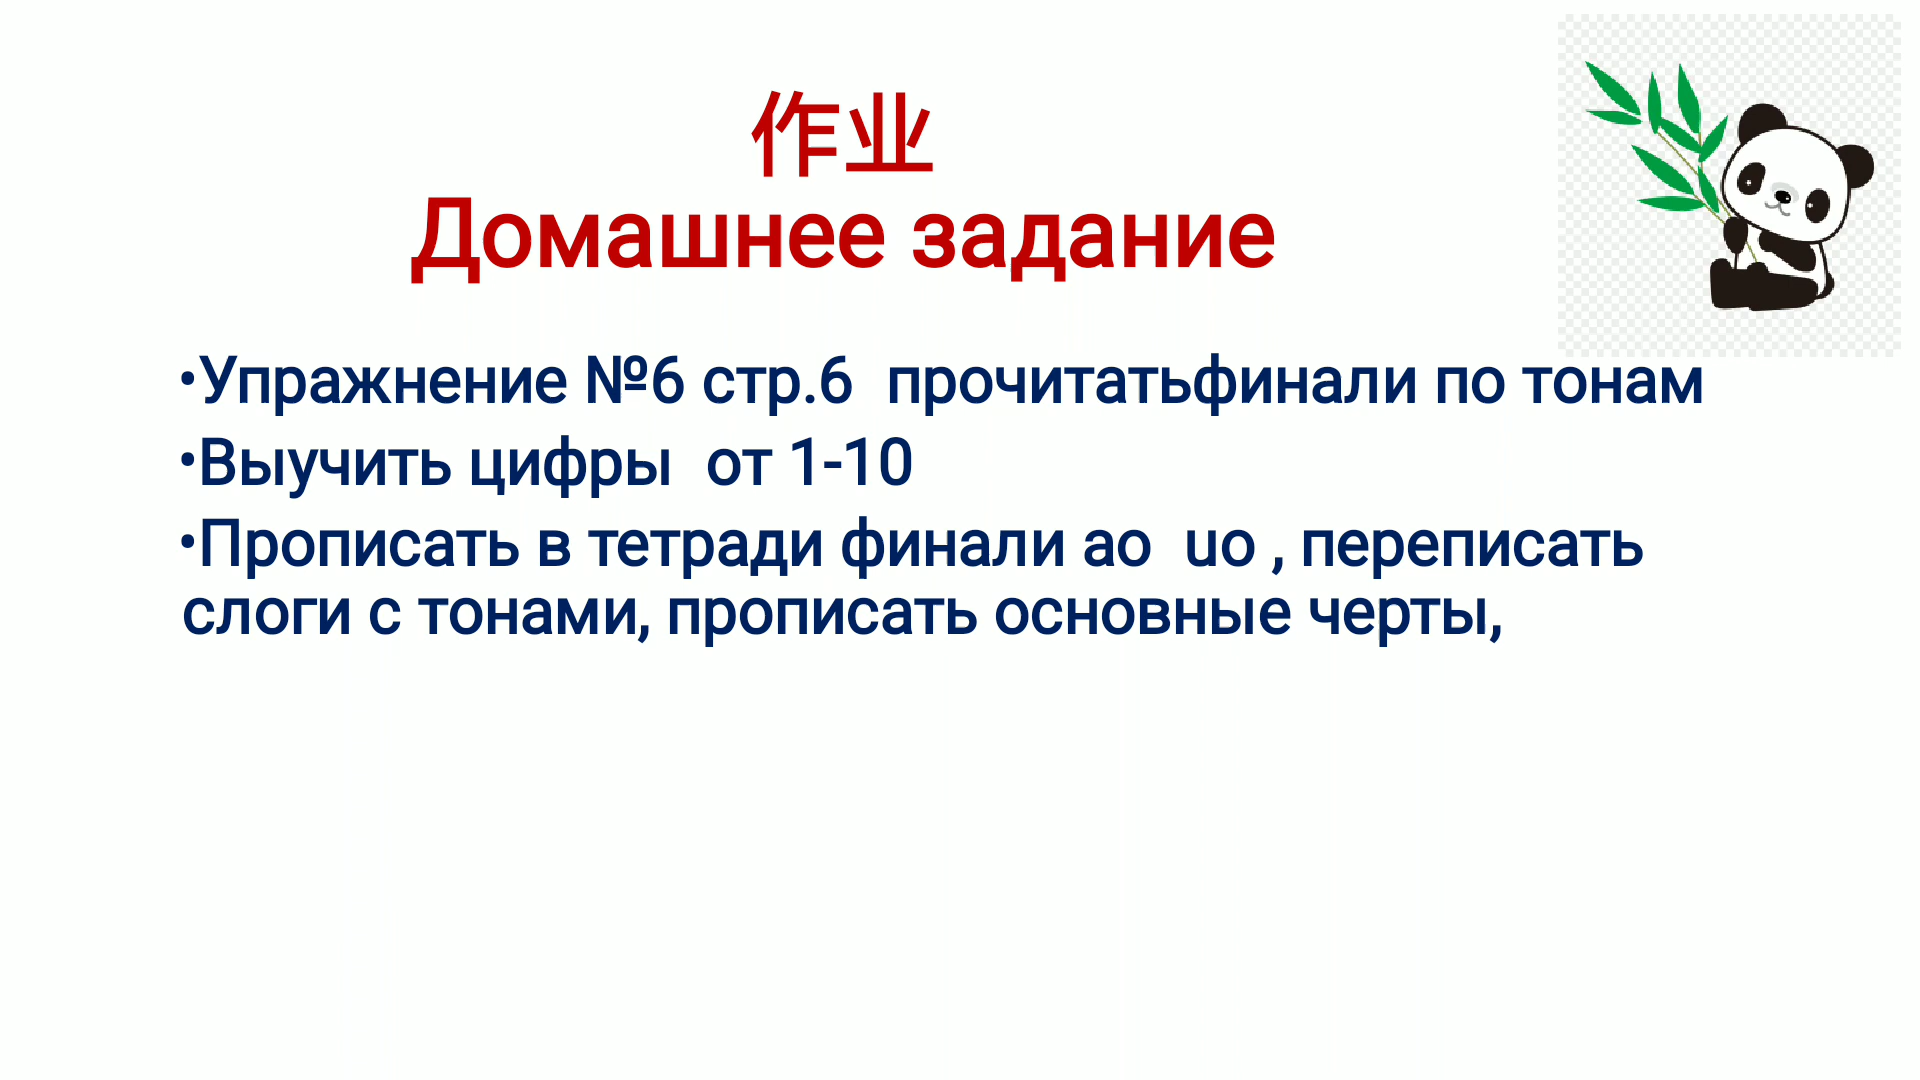 作业
Домашнее задание
•Упражнение №6 стр.6 прочитатьфинали по тонам
•Выучить цифры от 1-10
•Прописать в тетради финали ao uo , переписать
слоги с тонами, прописать основные черты,